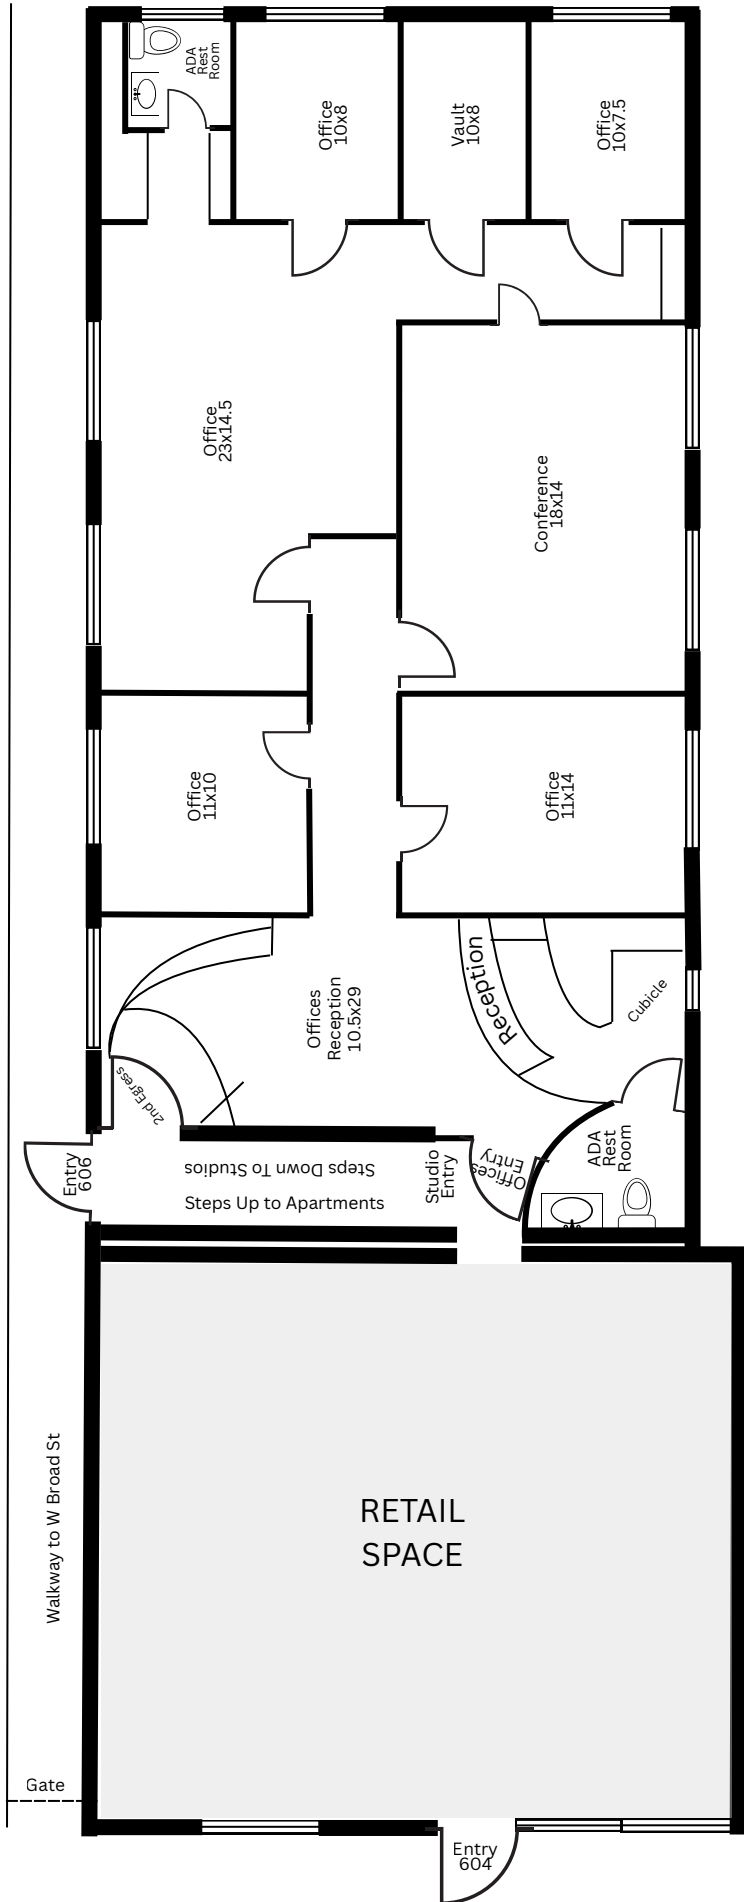 ADA
Rest
Room
Office
10x8
Vault
10x8
Office
10x7.5
Office
23x14.5
Conference
18x14
Office
11x10
Office
11x14
Offices
Reception
10.5x29
Reception
Cubicle
2nd Egress
Entry
606
Steps Down To Studios
Steps Up to Apartments
Studio
Entry
Offices
Entry
ADA
Rest
Room
Walkway to W Broad St
RETAIL
SPACE
Gate
Entry
604